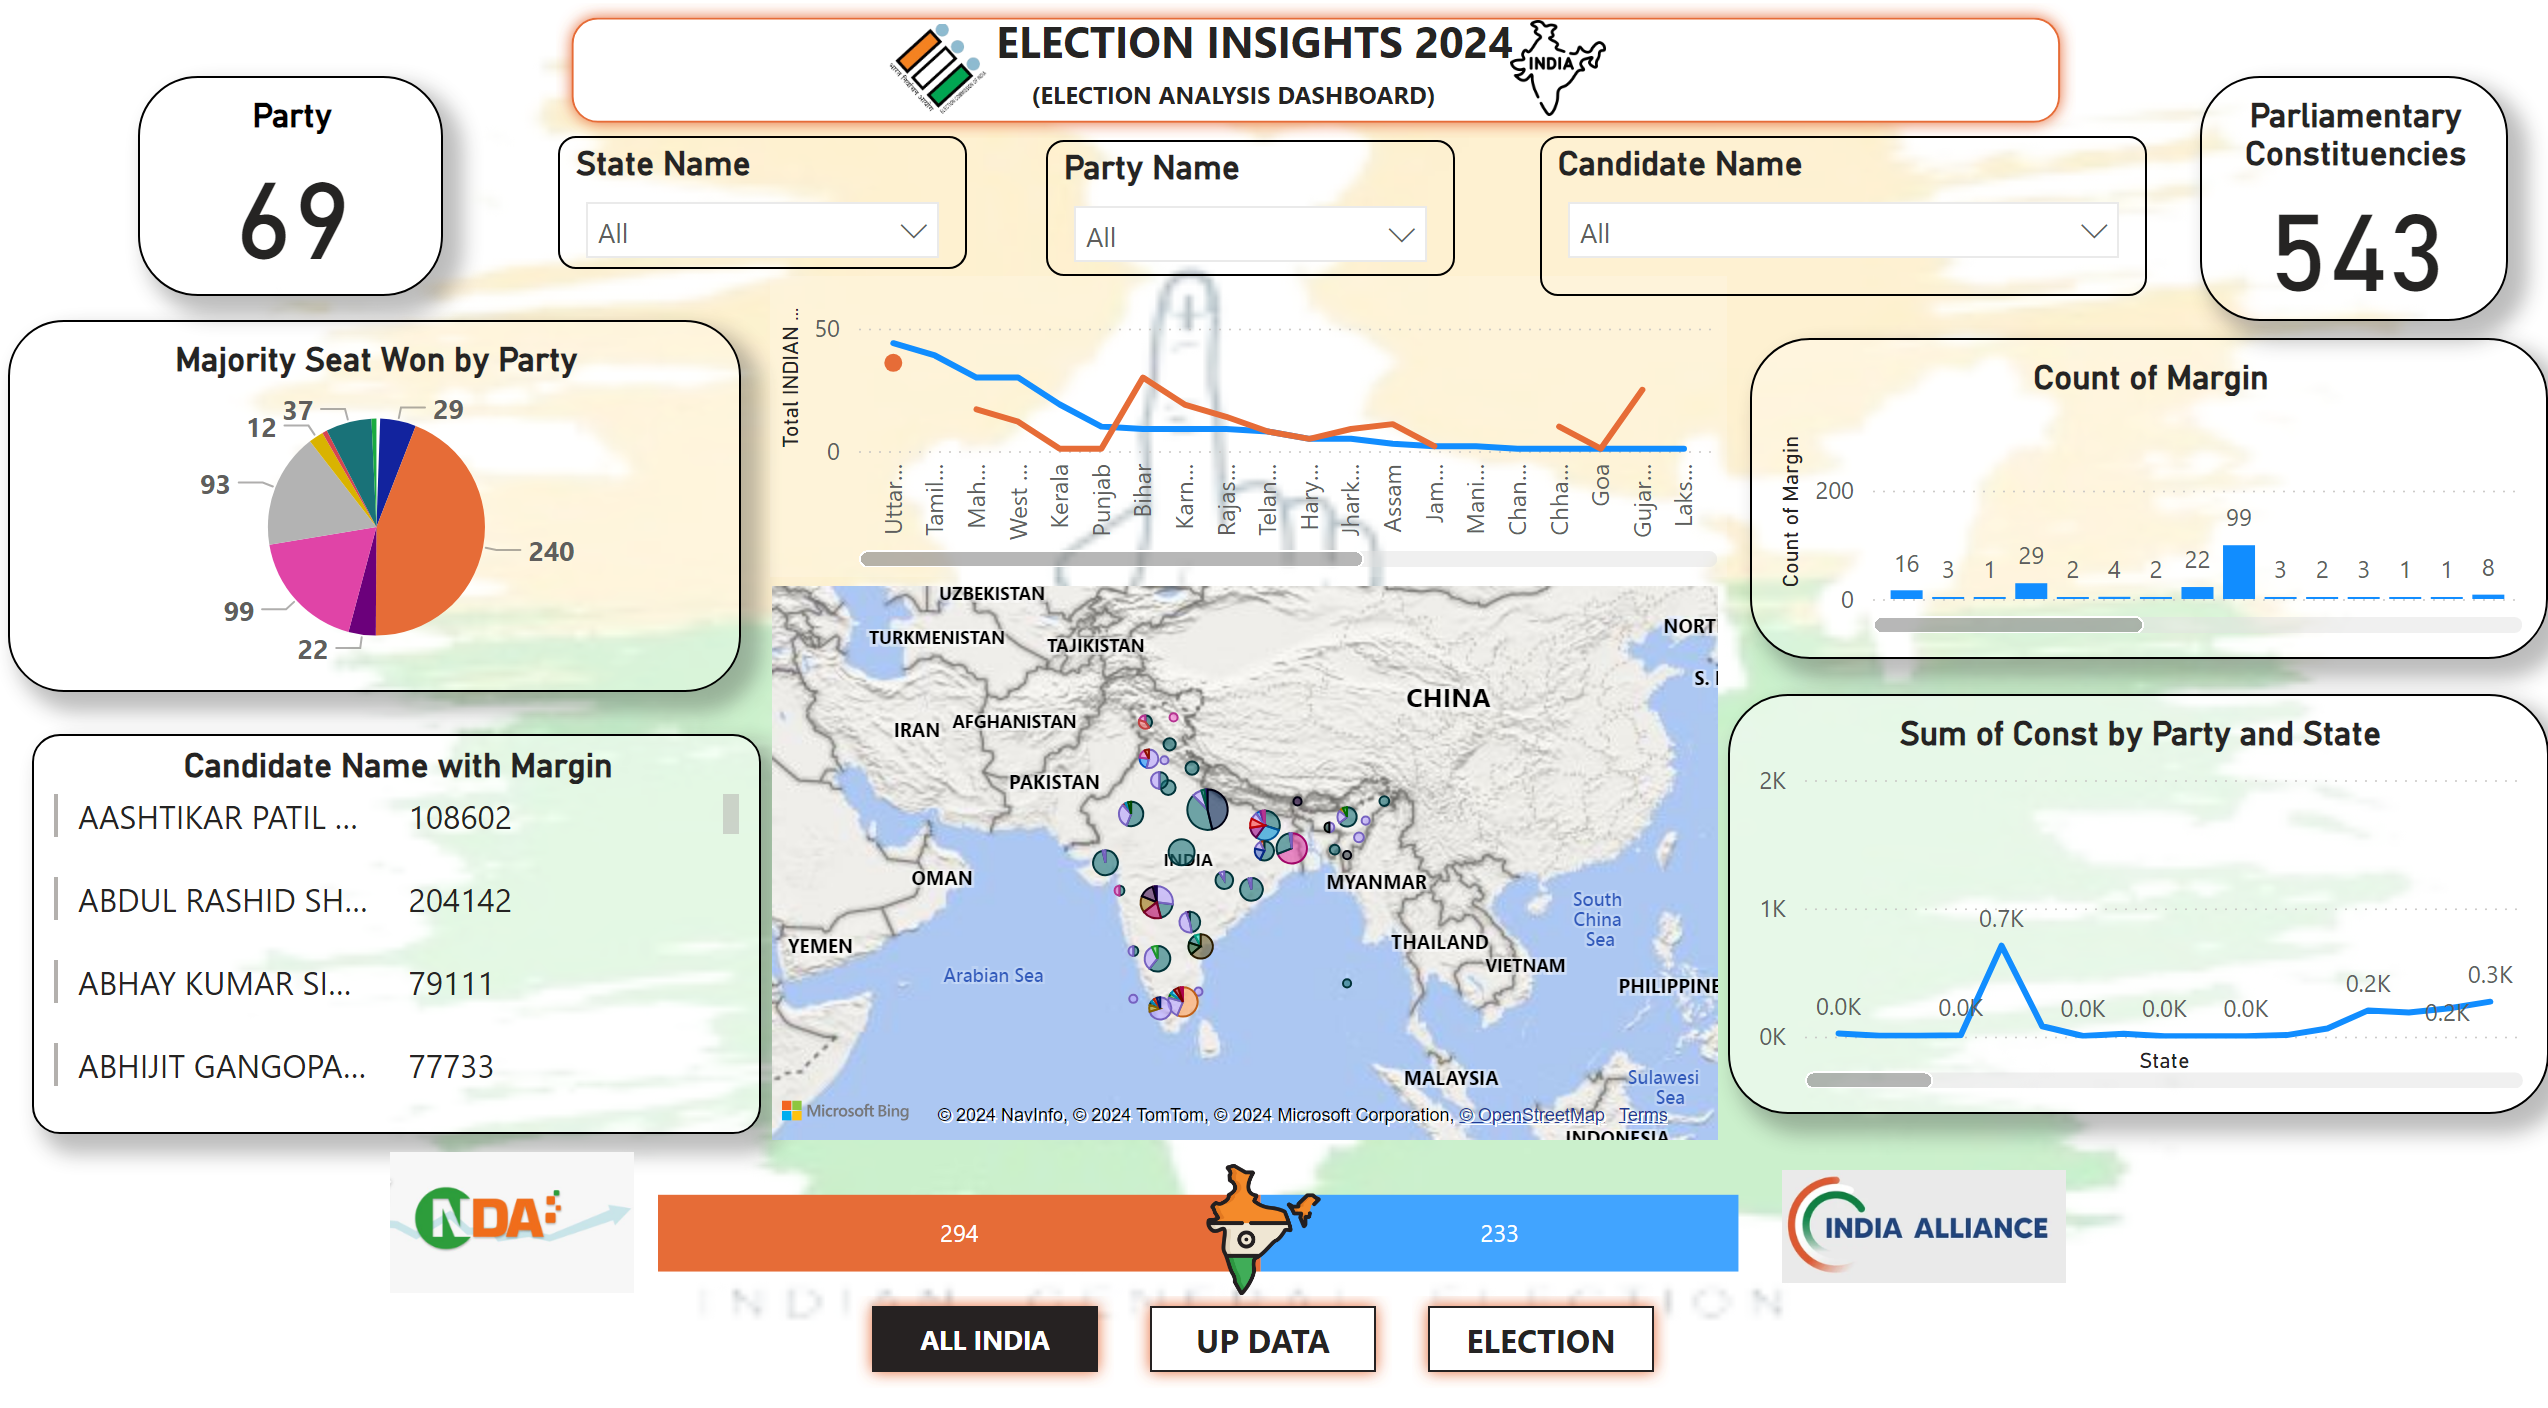 ELECTION INSIGHTS 2024
(ELECTION ANALYSIS DASHBOARD)
INDIA
Party
69
State Name
All
Party Name
All
Candidate Name
All
Parliamentary
Constituencies
543
Majority Seat Won by Party
37
29
12
93
240
99
22
Total INDIAN ...
50
0
Uttar...
Tamil...
Mah...
West ...
Kerala
Punjab
Bihar
Karn...
Rajas...
Telan...
Hary...
Jhark...
Assam
Jam...
Mani...
Chan...
Chha...
Goa
Gujar...
Laks...
Count of Margin
Count of Margin
200
0
16
3
1
29
2
4
2
22
99
3
2
3
1
1
8
Candidate Name with Margin
AASHTIKAR PATIL ... 108602
ABDUL RASHID SH... 204142
ABHAY KUMAR SI... 79111
ABHIJIT GANGOPA... 77733
UZBEKISTAN
TURKMENISTAN
TAJIKISTAN
NORT
S.
CHINA
IRAN
AFGHANISTAN
PAKISTAN
INDIA
OMAN
MYANMAR
South
China
Sea
YEMEN
THAILAND
Arabian Sea
VIETNAM
PHILIPPINE
MALAYSIA
Sulawesi
Sea
Microsoft Bing
© 2024 NavInfo, © 2024 TomTom, © 2024 Microsoft Corporation, © OpenStreetMap Terms
INDONESIA
Sum of Const by Party and State
2K
1K
0K
0.0K
0.0K
0.7K
0.0K
0.0K
0.0K
0.2K
0.2K
0.3K
State
NDA
294
233
INDIA ALLIANCE
INDIAN GENERAL ELECTION
ALL INDIA
UP DATA
ELECTION